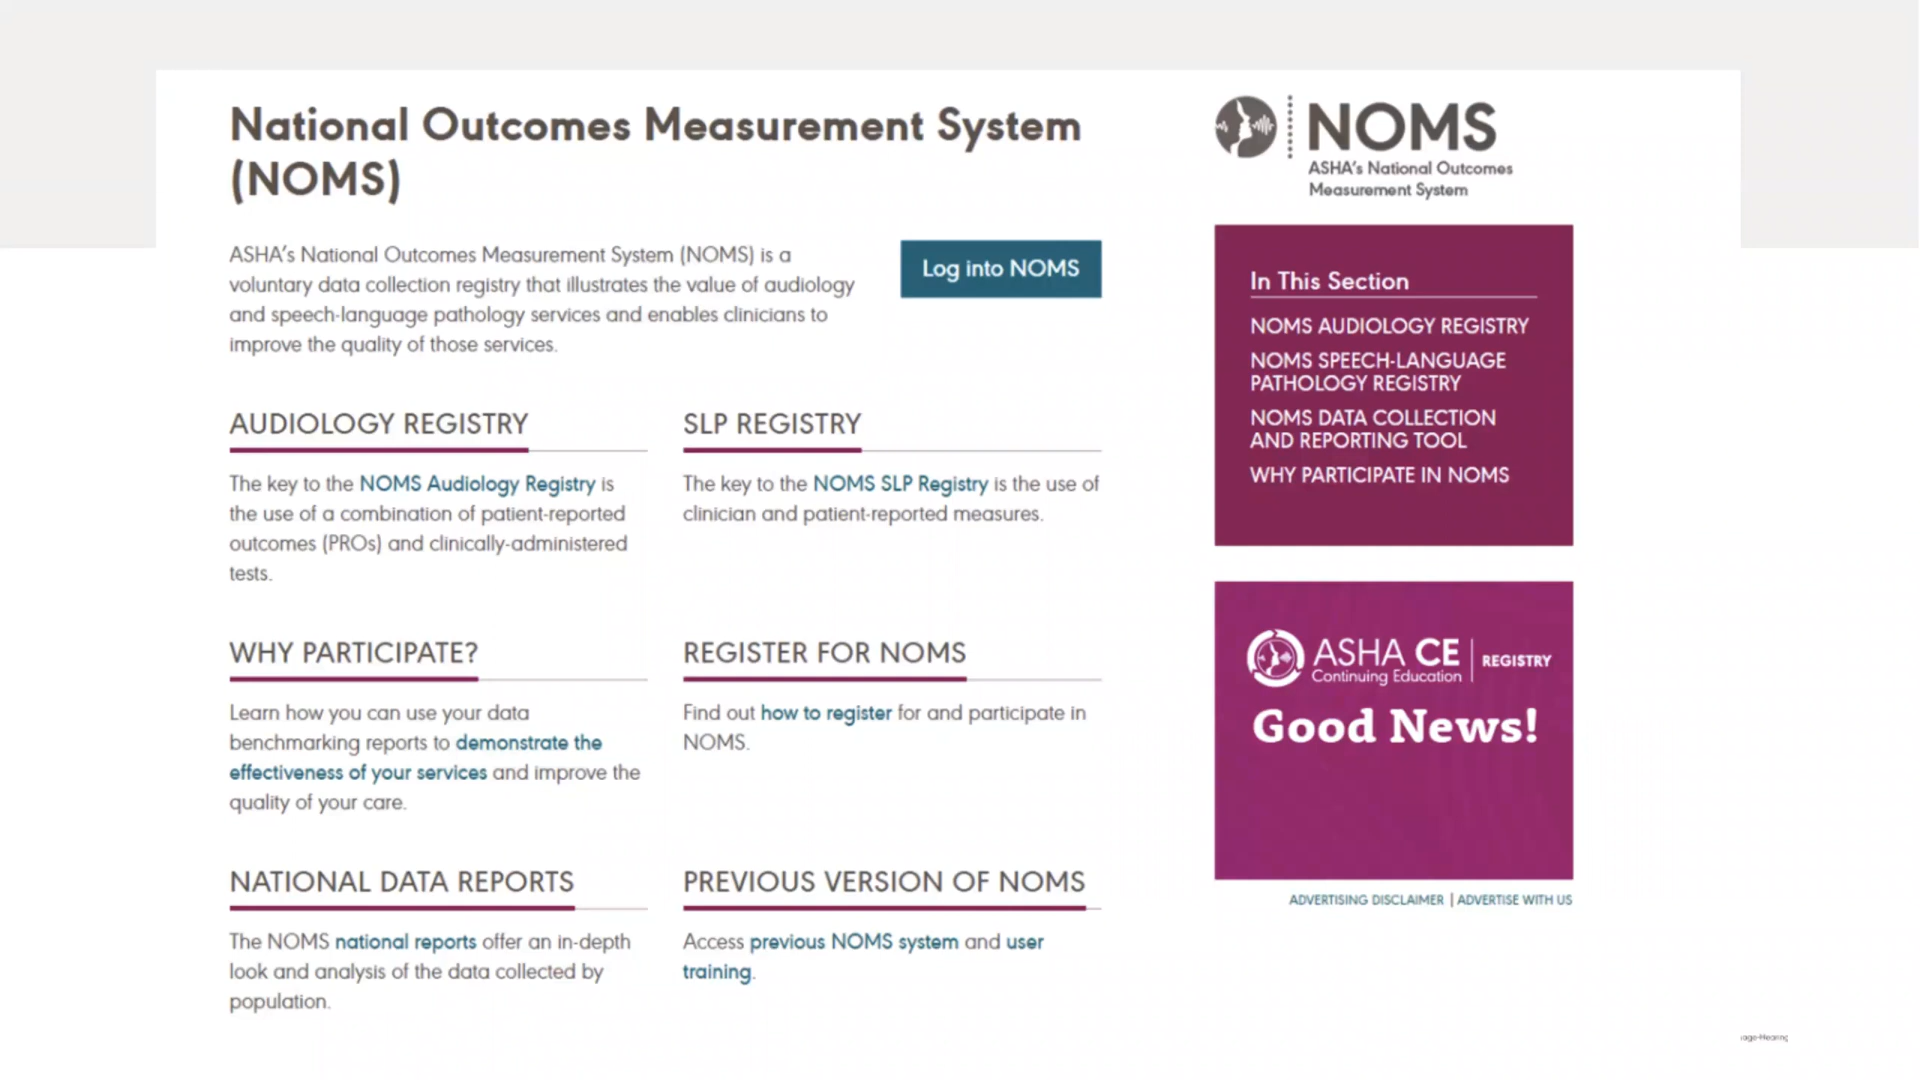 National Outcomes Measurement System
(NOMS)
ASHA's National Outcomes Measurement System (NOMS) is a
voluntary data collection registry that illustrates the value of audiology
and speech-language pathology services and enables clinicians to
improve the quality of those services.
Log into NOMS
AUDIOLOGY REGISTRY
The key to the NOMS Audiology Registry is
the use of a combination of patient-reported
outcomes (PROs) and clinically-administered
tests.
SLP REGISTRY
The key to the NOMS SLP Registry is the use of
clinician and patient-reported measures.
WHY PARTICIPATE?
Learn how you can use your data
benchmarking reports to demonstrate the
effectiveness of your services and improve the
quality of your care.
REGISTER FOR NOMS
Find out how to register for and participate in
NOMS.
NATIONAL DATA REPORTS
The NOMS national reports offer an in-depth
look and analysis of the data collected by
population.
PREVIOUS VERSION OF NOMS
Access previous NOMS system and user
training.
NOMS
ASHA's National Outcomes
Measurement System
In This Section
NOMS AUDIOLOGY REGISTRY
NOMS SPEECH-LANGUAGE
PATHOLOGY REGISTRY
NOMS DATA COLLECTION
AND REPORTING TOOL
WHY PARTICIPATE IN NOMS
ASHA CE
Continuing Education
REGISTRY
Good News!
ADVERTISING DISCLAIMER | ADVERTISE WITH US